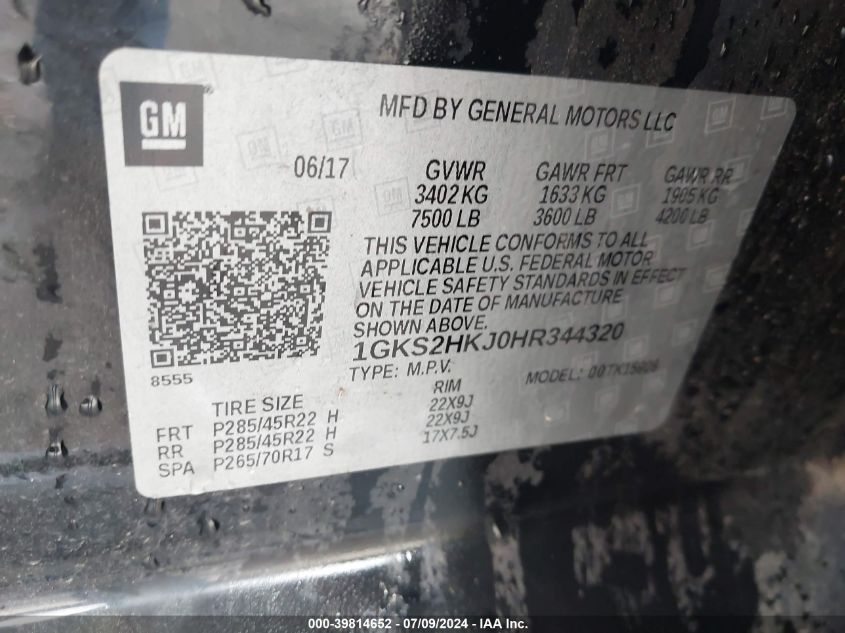 GM
MFD BY GENERAL MOTORS LLC
06/17 GVWR GAWR FRT GAWR RR
3402 KG 1633 KG 1905 KG
7500 LB 3600 LB 4200 LB
THIS VEHICLE CONFORMS TO ALL
APPLICABLE U.S. FEDERAL MOTOR
VEHICLE SAFETY STANDARDS IN EFFECT
ON THE DATE OF MANUFACTURE
SHOWN ABOVE.
1GKS2HKJ0HR344320
8555 TYPE: M.P.V. MODEL:
TIRE SIZE RIM
FRT P285/45R22 H 22X9J
RR P285/45R22 H 22X9J
SPA P265/70R17 S 17X7.5J
000-39814652 - 07/09/2024 - © IAA, Inc.